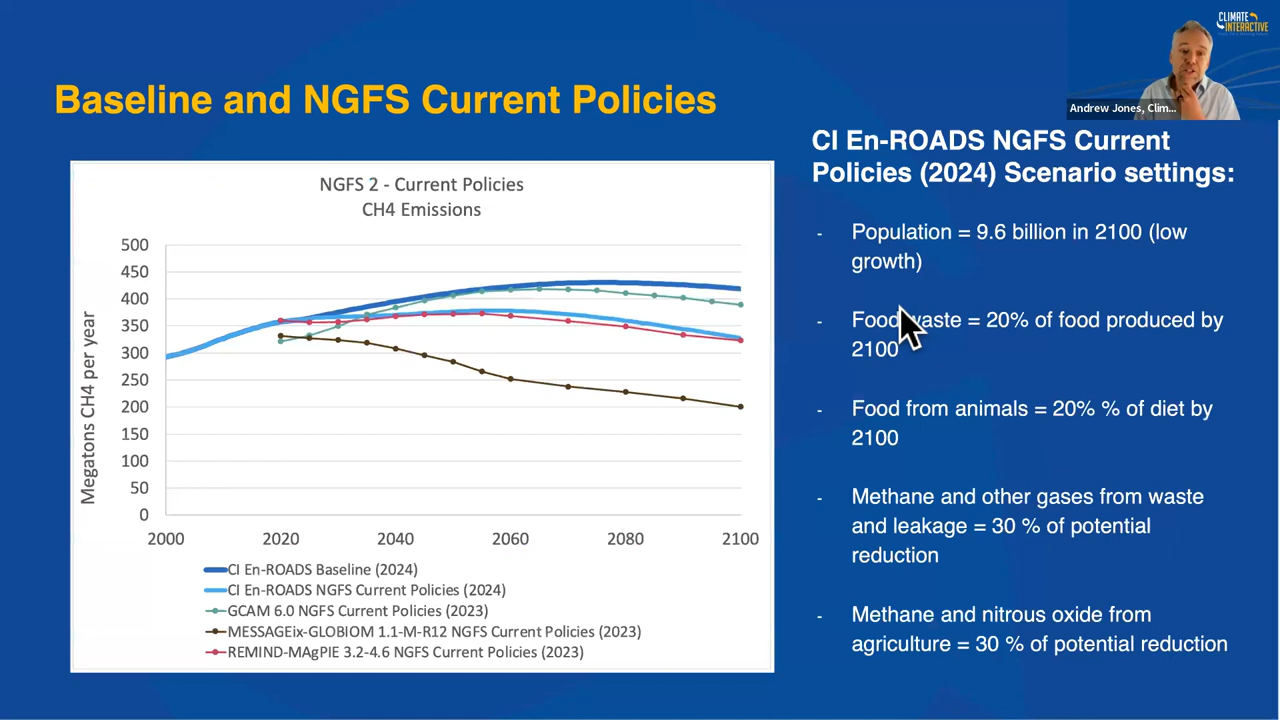 CLIMATE
INTERACTIVE
Andrew Jones, Clim...
Baseline and NGFS Current Policies
NGFS 2 - Current Policies
CH4 Emissions
Megatons CH4 per year
500
450
400
350
300
250
200
150
100
50
0
2000 2020 2040 2060 2080 2100
CI En-ROADS Baseline (2024)
CI En-ROADS NGFS Current Policies (2024)
GCAM 6.0 NGFS Current Policies (2023)
MESSAGEix-GLOBIOM 1.1-M-R12 NGFS Current Policies (2023)
REMIND-MAgPIE 3.2-4.6 NGFS Current Policies (2023)
CI En-ROADS NGFS Current
Policies (2024) Scenario settings:
- Population = 9.6 billion in 2100 (low
growth)
- Food waste = 20% of food produced by
2100
- Food from animals = 20% % of diet by
2100
- Methane and other gases from waste
and leakage = 30 % of potential
reduction
- Methane and nitrous oxide from
agriculture = 30 % of potential reduction